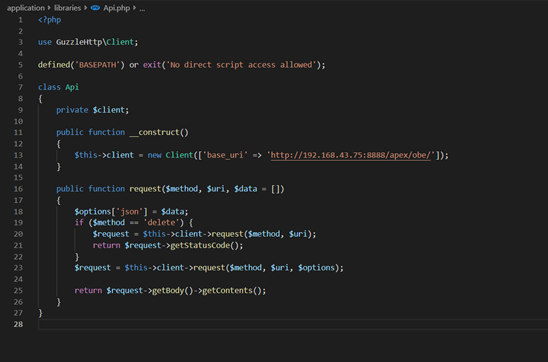 application > libraries > Api.php > ...
1 <?php
2
3 use GuzzleHttp\Client;
4
5 defined('BASEPATH') or exit('No direct script access allowed');
6
7 class Api
8 {
9     private $client;
10
11     public function __construct()
12     {
13         $this->client = new Client(['base_uri' => 'http://192.168.43.75:8888/apex/obe/']);
14     }
15
16     public function request($method, $uri, $data = [])
17     {
18         $options['json'] = $data;
19         if ($method == 'delete') {
20             $request = $this->client->request($method, $uri);
21             return $request->getStatusCode();
22         }
23         $request = $this->client->request($method, $uri, $options);
24
25         return $request->getBody()->getContents();
26     }
27 }
28